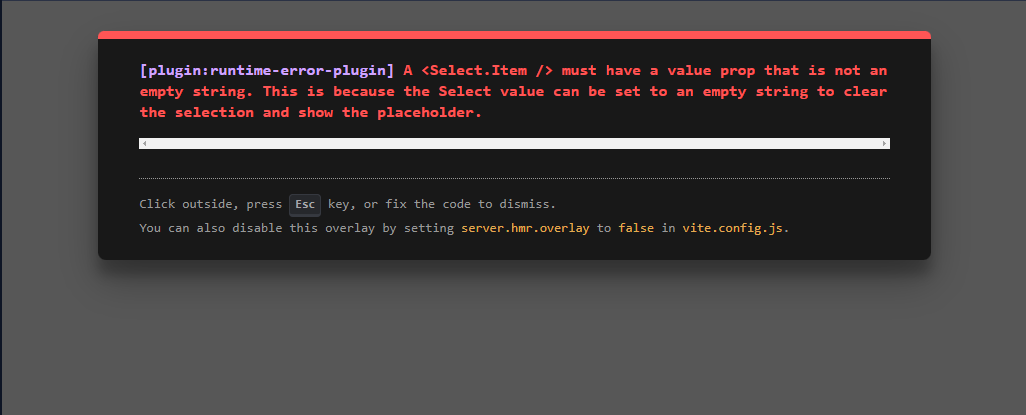 [plugin:runtime-error-plugin] A <Select.Item /> must have a value prop that is not an
empty string. This is because the Select value can be set to an empty string to clear
the selection and show the placeholder.
Click outside, press Esc key, or fix the code to dismiss.
You can also disable this overlay by setting server.hmr.overlay to false in vite.config.js.